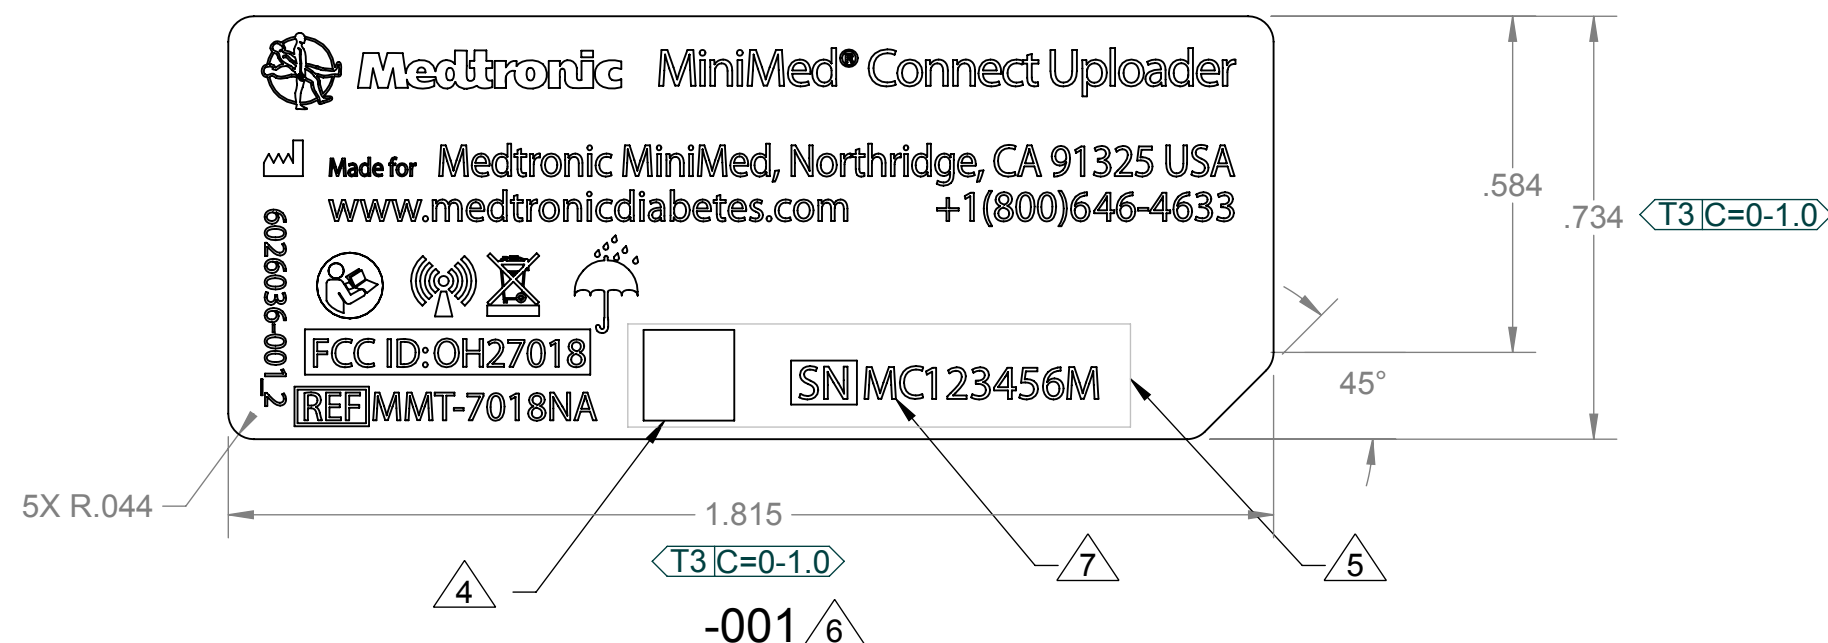 Medtronic MiniMed® Connect Uploader
Made for Medtronic MiniMed, Northridge, CA 91325 USA
www.medtronicdiabetes.com +1(800)646-4633
6026036-001_2
FCC ID:OH27018
REF MMT-7018NA
SN MC123456M
.584
.734
T3 C=0-1.0
45°
5X R.044
1.815
T3 C=0-1.0
4
7
5
-001 6